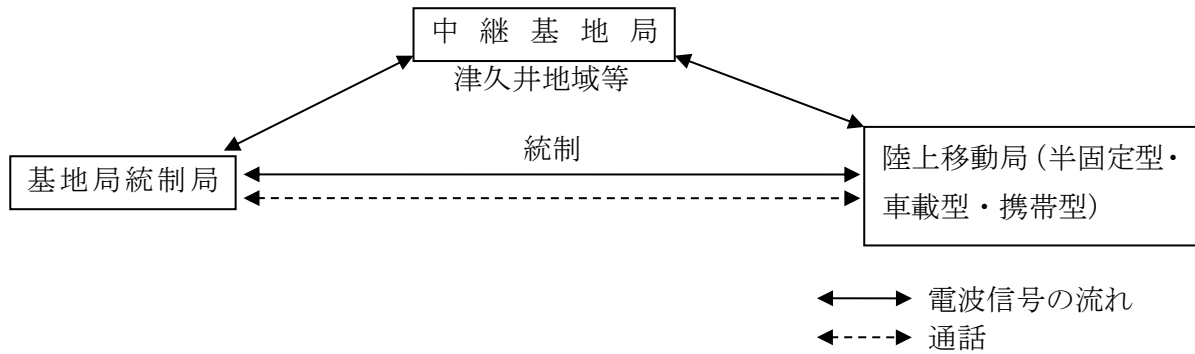 中継基地局
津久井地域等
統制
基地局統制局
陸上移動局(半固定型・
車載型・携帯型)
電波信号の流れ
通話